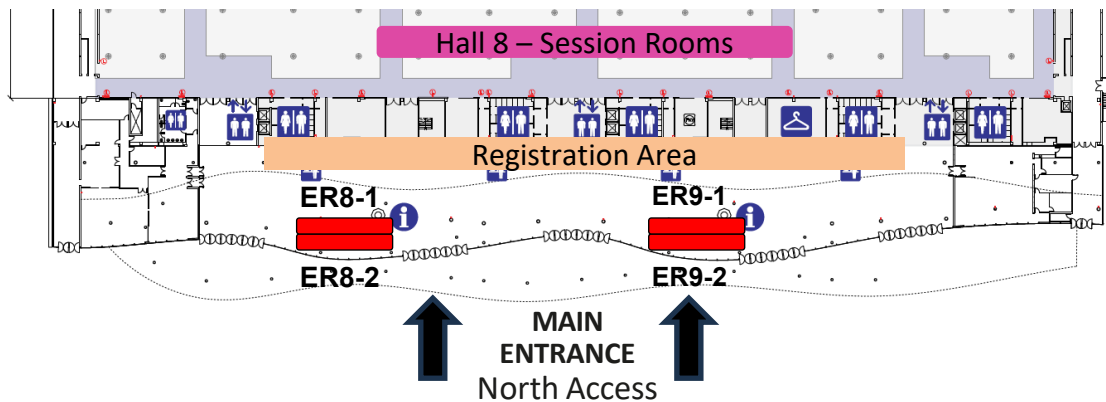 Hall 8 – Session Rooms
Registration Area
ER8-1
ER9-1
i
i
ER8-2
ER9-2
MAIN
ENTRANCE
North Access